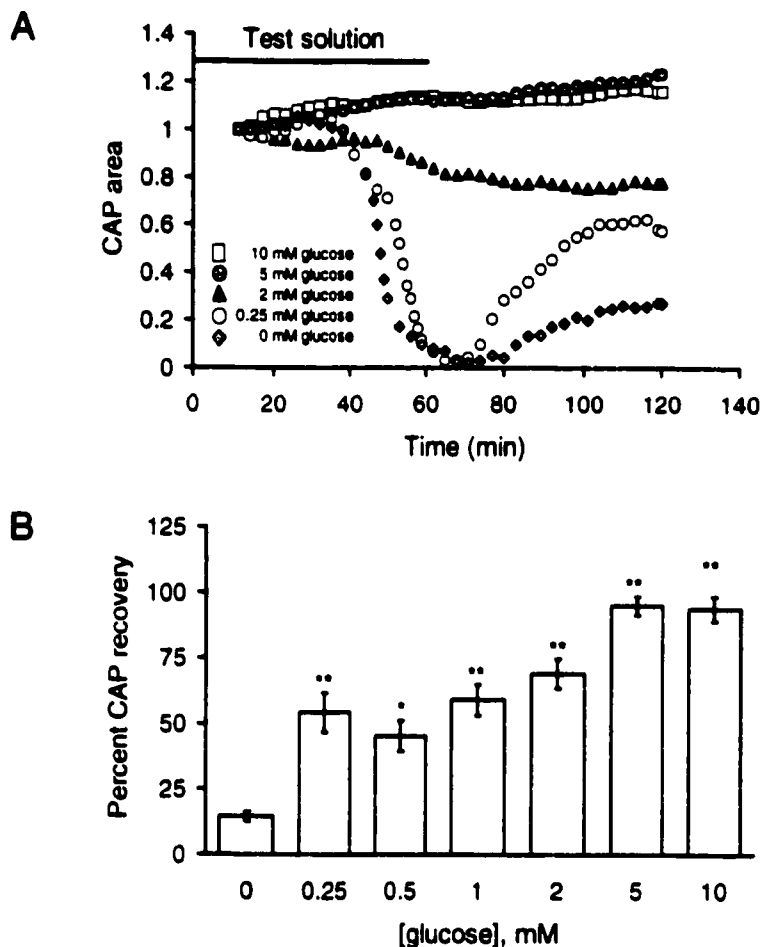 A
Test solution
CAP area
1.4
1.2
1
0.8
0.6
0.4
0.2
0
10 mM glucose
5 mM glucose
2 mM glucose
0.25 mM glucose
0 mM glucose
0 20 40 60 80 100 120 140
Time (min)
B
Percent CAP recovery
125
100
75
50
25
0
** * ** ** ** **
0 0.25 0.5 1 2 5 10
[glucose], mM